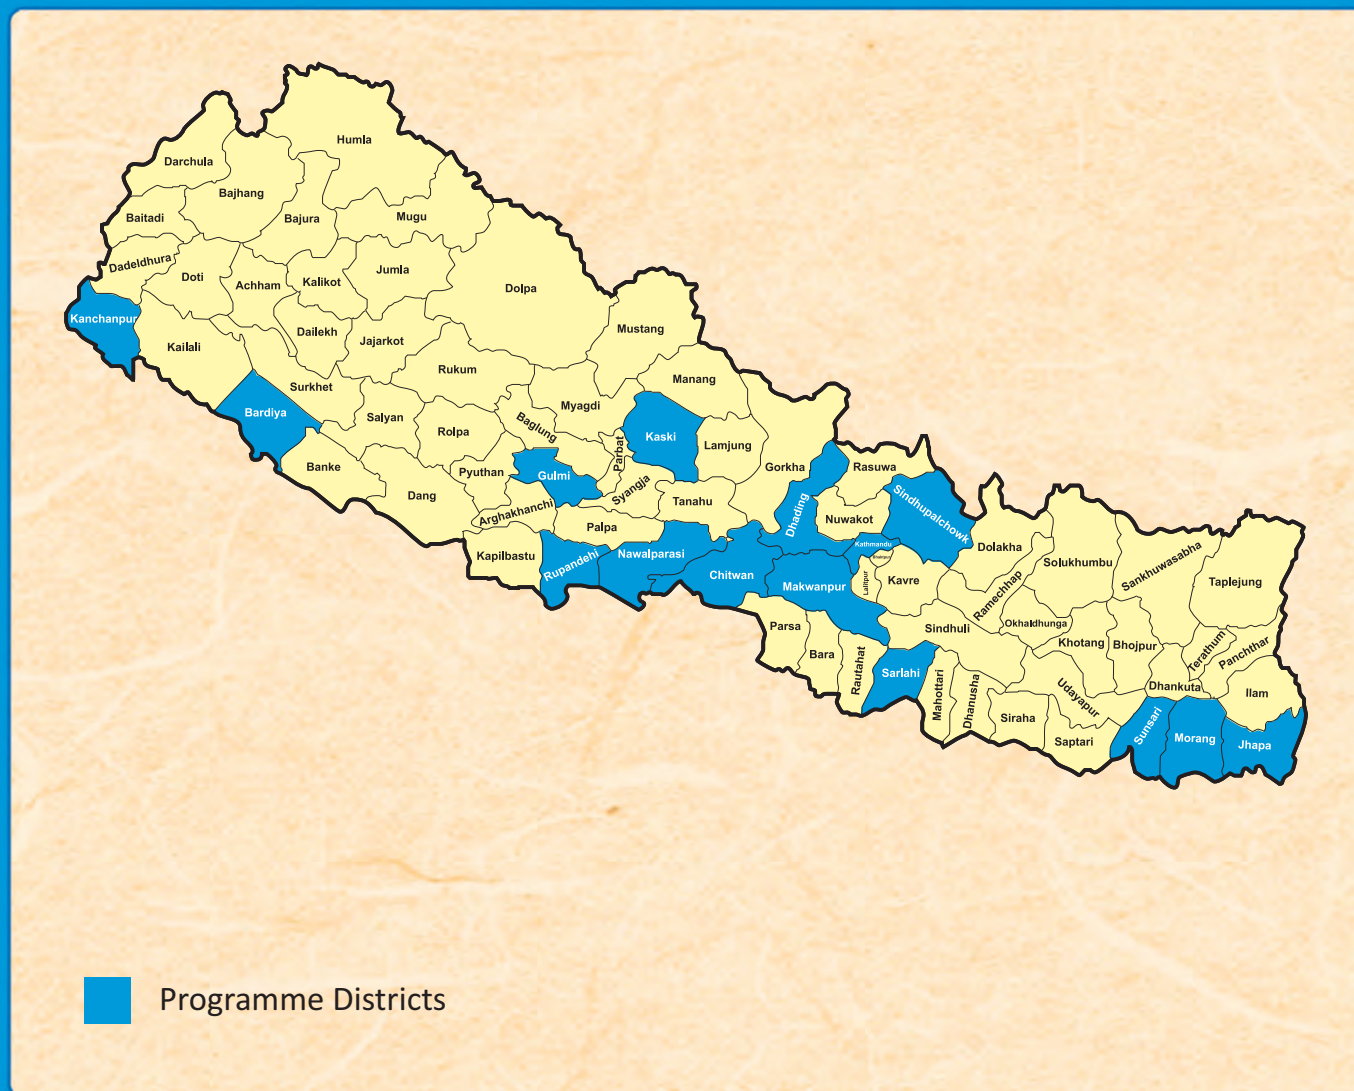 Humla
Darchula
Bajhang
Baitadi
Bajura
Mugu
Dadeldhura
Doti
Achham
Kalikot
Jumla
Dolpa
Kanchanpur
Kailali
Dailekh
Jajarkot
Mustang
Surkhet
Rukum
Manang
Bardiya
Salyan
Rolpa
Baglung
Myagdi
Parbat
Kaski
Lamjung
Banke
Dang
Pyuthan
Gulmi
Syangja
Gorkha
Rasuwa
Arghakhanchi
Tanahu
Dhading
Nuwakot
Sindhupalchowk
Palpa
Kapilbastu
Rupandehi
Nawalparasi
Chitwan
Makwanpur
Kathmandu
Bhaktpur
Lalitpur
Kavre
Dolakha
Ramechhap
Solukhumbu
Sankhuwasabha
Taplejung
Parsa
Bara
Rautahat
Sindhuli
Okhaldhunga
Khotang
Bhojpur
Terathum
Panchthar
Sarlahi
Mahottari
Dhanusha
Siraha
Udayapur
Saptari
Dhankuta
Ilam
Sunsari
Morang
Jhapa
Programme Districts